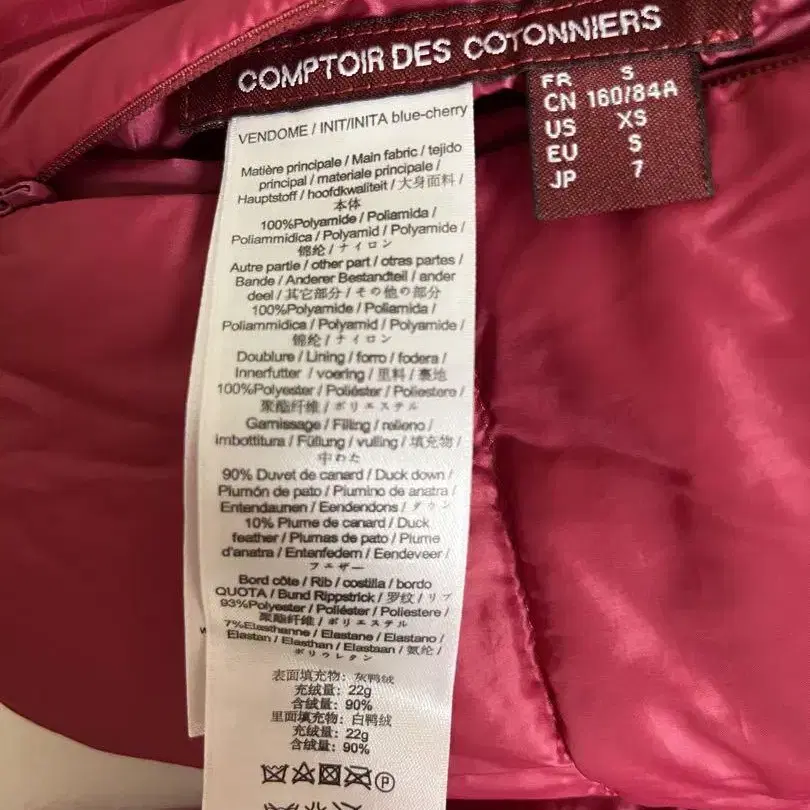 COMPTOIR DES COTONNIERS
FR S
CN 160/84A
US XS
EU S
JP 7
VENDOME / INIT/INITA blue-cherry
Matière principale / Main fabric / tejido
principal / materiale principale /
Hauptstoff / hoofdkwaliteit / 大身面料 /
本体
100%Polyamide / Poliamida /
Poliammidica / Polyamid / Polyamide /
锦纶 / ナイロン
Autre partie / other part / otras partes /
Bande / Anderer Bestandteil / ander
deel / 其它部分 / その他の部分
100%Polyamide / Poliamida /
Poliammidica / Polyamid / Polyamide /
锦纶 / ナイロン
Doublure / Lining / forro / fodera /
Innerfutter / voering / 里料 / 裏地
100%Polyester / Poliéster / Poliestere /
聚酯纤维 / ポリエステル
Garnissage / Filling / relleno /
imbottitura / Füllung / vulling / 填充物 /
中わた
90% Duvet de canard / Duck down /
Plumón de pato / Piumino de anatra /
Entendaunen / Eendendons / ダウン
10% Plume de canard / Duck
feather / Plumas de pato / Piume
d'anatra / Entenfedern / Eendeveer /
フェザー
Bord côte / Rib / costilla / bordo
QUOTA / Bund Rippstrick / 罗纹 / リブ
93%Polyester / Poliéster / Poliestere /
聚酯纤维 / ポリエステル
7%Elasthanne / Elastane / Elastano /
Elastan / Elasthan / Elastaan / 氨纶 /
ポリウレタン
表面填充物: 灰鸭绒
充绒量: 22g
含绒量: 90%
里面填充物: 白鸭绒
充绒量: 22g
含绒量: 90%
P